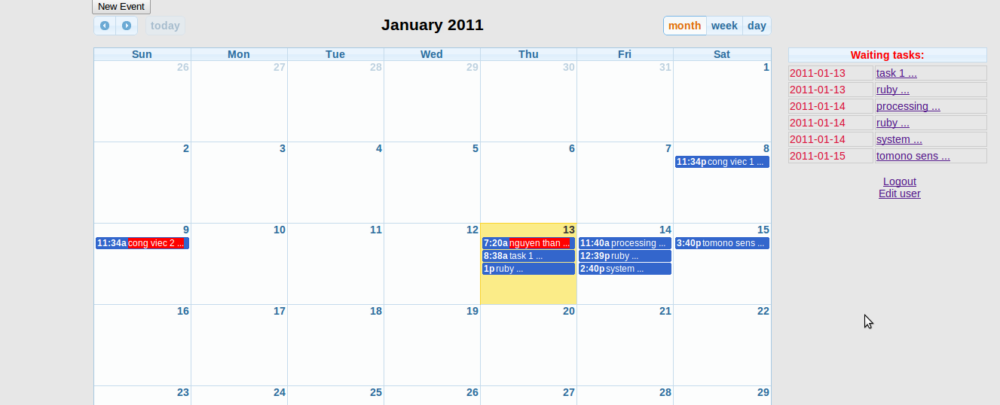 New Event
today
January 2011
month week day
Sun Mon Tue Wed Thu Fri Sat
Waiting tasks:
26 27 28 29 30 31 1
2011-01-13 task 1 ...
2011-01-13 ruby ...
2011-01-14 processing ...
2011-01-14 ruby ...
2011-01-14 system ...
2011-01-15 tomono sens ...
Logout
Edit user
2 3 4 5 6 7 8
11:34p cong viec 1 ...
9 10 11 12 13 14 15
11:34a cong viec 2 ...
7:20a nguyen than ...
8:38a task 1 ...
1p ruby ...
11:40a processing ...
12:39p ruby ...
2:40p system ...
3:40p tomono sens ...
16 17 18 19 20 21 22
23 24 25 26 27 28 29